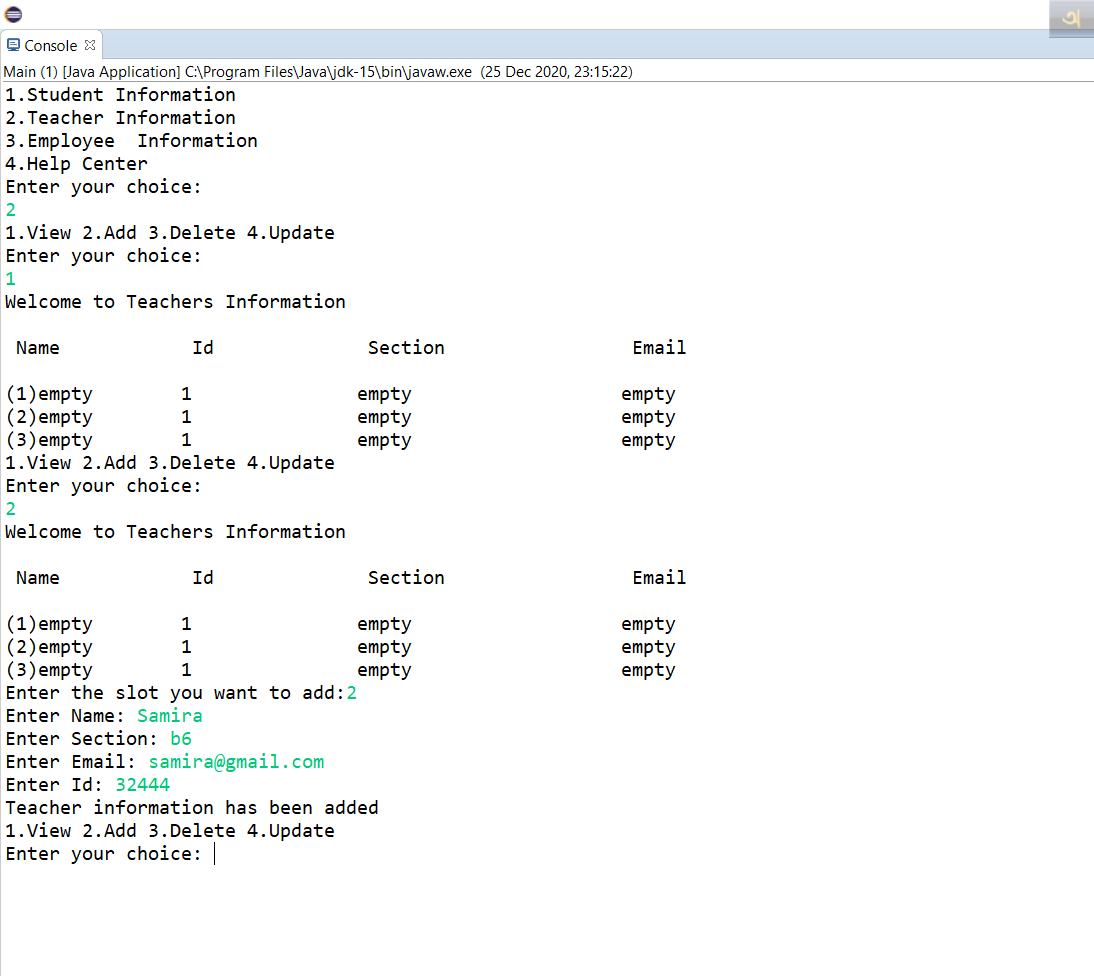 অ
Console
Main (1) [Java Application] C:\Program Files\Java\jdk-15\bin\javaw.exe (25 Dec 2020, 23:15:22)
1.Student Information
2.Teacher Information
3.Employee  Information
4.Help Center
Enter your choice:
2
1.View 2.Add 3.Delete 4.Update
Enter your choice:
1
Welcome to Teachers Information
 Name            Id              Section                 Email
(1)empty        1               empty                   empty
(2)empty        1               empty                   empty
(3)empty        1               empty                   empty
1.View 2.Add 3.Delete 4.Update
Enter your choice:
2
Welcome to Teachers Information
 Name            Id              Section                 Email
(1)empty        1               empty                   empty
(2)empty        1               empty                   empty
(3)empty        1               empty                   empty
Enter the slot you want to add:2
Enter Name: Samira
Enter Section: b6
Enter Email: samira@gmail.com
Enter Id: 32444
Teacher information has been added
1.View 2.Add 3.Delete 4.Update
Enter your choice: